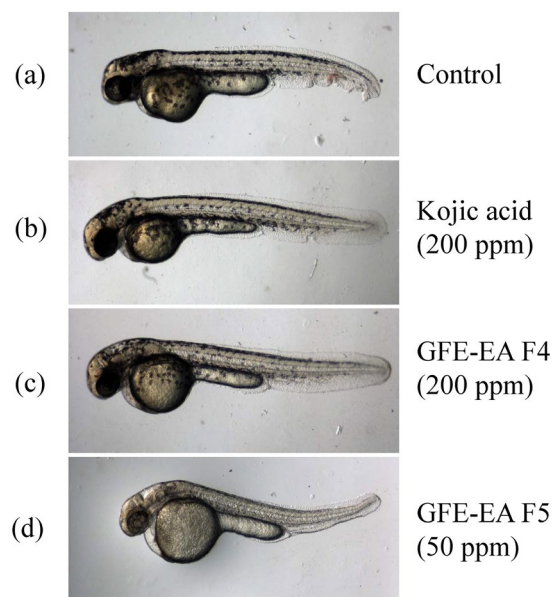 (a)
Control
(b)
Kojic acid
(200 ppm)
(c)
GFE-EA F4
(200 ppm)
(d)
GFE-EA F5
(50 ppm)